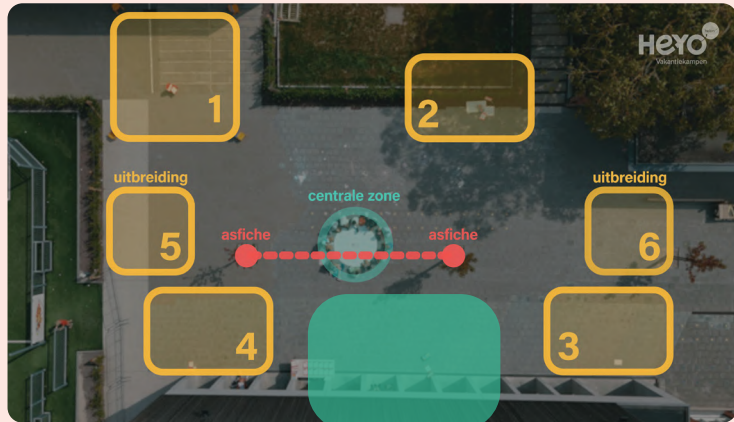 HEYO
Vakantiekampen
1
2
uitbreiding
uitbreiding
centrale zone
asfiche
asfiche
5
6
4
3